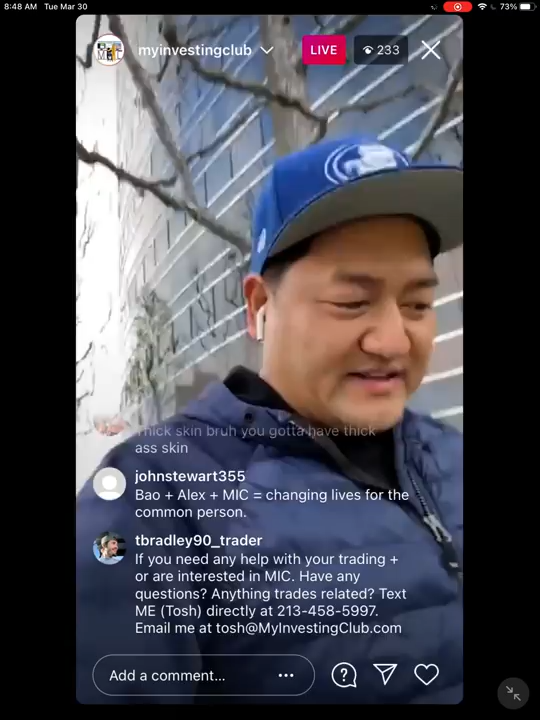 8:48 AM Tue Mar 30
73%
myinvestingclub
LIVE
233
Thick skin bruh you gotta have thick
ass skin
johnstewart355
Bao + Alex + MIC = changing lives for the
common person.
tbradley90_trader
If you need any help with your trading +
or are interested in MIC. Have any
questions? Anything trades related? Text
ME (Tosh) directly at 213-458-5997.
Email me at tosh@MyInvestingClub.com
Add a comment...